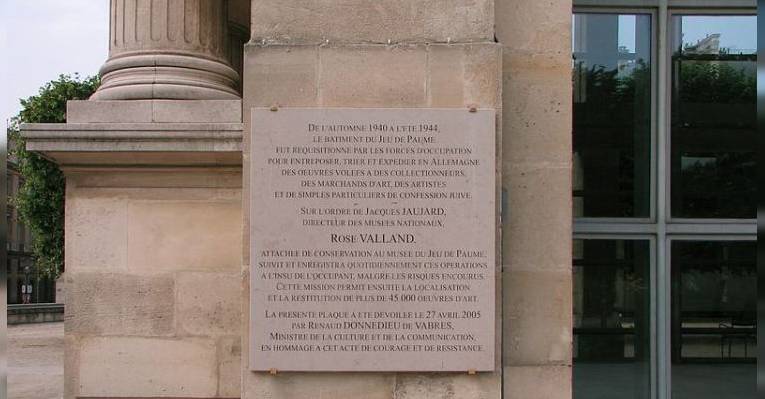 DE L'AUTOMNE 1940 A L'ETE 1944,
LE BATIMENT DU JEU DE PAUME
FUT REQUISITIONNE PAR LES FORCES D'OCCUPATION
POUR ENTREPOSER, TRIER ET EXPEDIER EN ALLEMAGNE
DES OEUVRES VOLEES A DES COLLECTIONNEURS,
DES MARCHANDS D'ART, DES ARTISTES
ET DE SIMPLES PARTICULIERS DE CONFESSION JUIVE.
SUR L'ORDRE DE JACQUES JAUJARD,
DIRECTEUR DES MUSEES NATIONAUX,
ROSE VALLAND,
ATTACHEE DE CONSERVATION AU MUSEE DU JEU DE PAUME,
SUIVIT ET ENREGISTRA QUOTIDIENNEMENT CES OPERATIONS
A L'INSU DE L'OCCUPANT, MALGRE LES RISQUES ENCOURUS.
CETTE MISSION PERMIT ENSUITE LA LOCALISATION
ET LA RESTITUTION DE PLUS DE 45.000 OEUVRES D'ART.
LA PRESENTE PLAQUE A ETE DEVOILEE LE 27 AVRIL 2005
PAR RENAUD DONNEDIEU DE VABRES,
MINISTRE DE LA CULTURE ET DE LA COMMUNICATION,
EN HOMMAGE A CET ACTE DE COURAGE ET DE RESISTANCE.